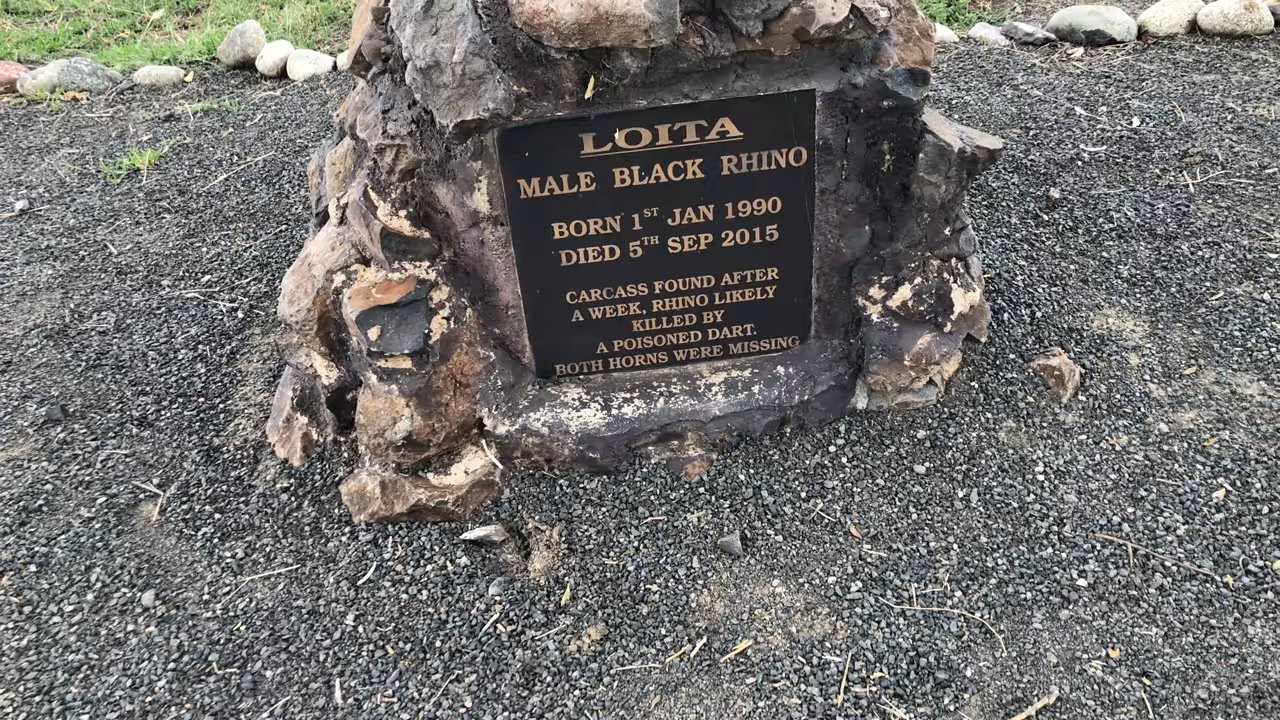 LOITA
MALE BLACK RHINO
BORN 1ST JAN 1990
DIED 5TH SEP 2015
CARCASS FOUND AFTER
A WEEK, RHINO LIKELY
KILLED BY
A POISONED DART.
BOTH HORNS WERE MISSING